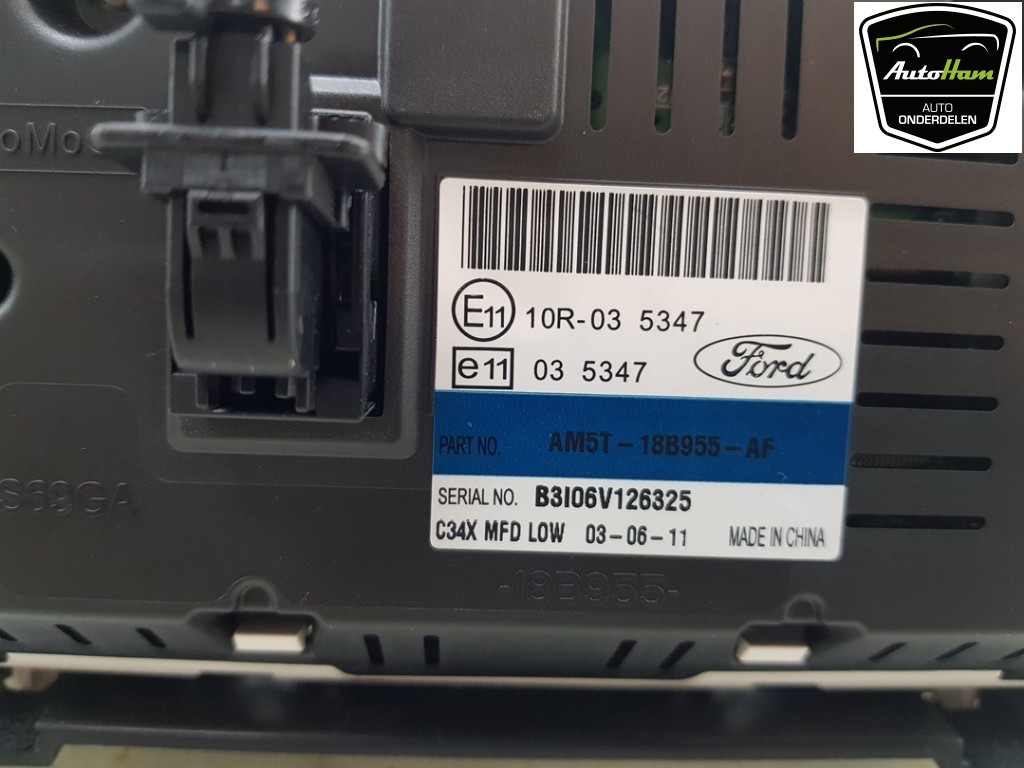 AutoHam
AUTO
ONDERDELEN
E11 10R-03 5347
e11 03 5347
Ford
PART NO. AM5T-18B955-AF
SERIAL NO. B3I06V126325
C34X MFD LOW 03-06-11 MADE IN CHINA
S69GA
-18B955-